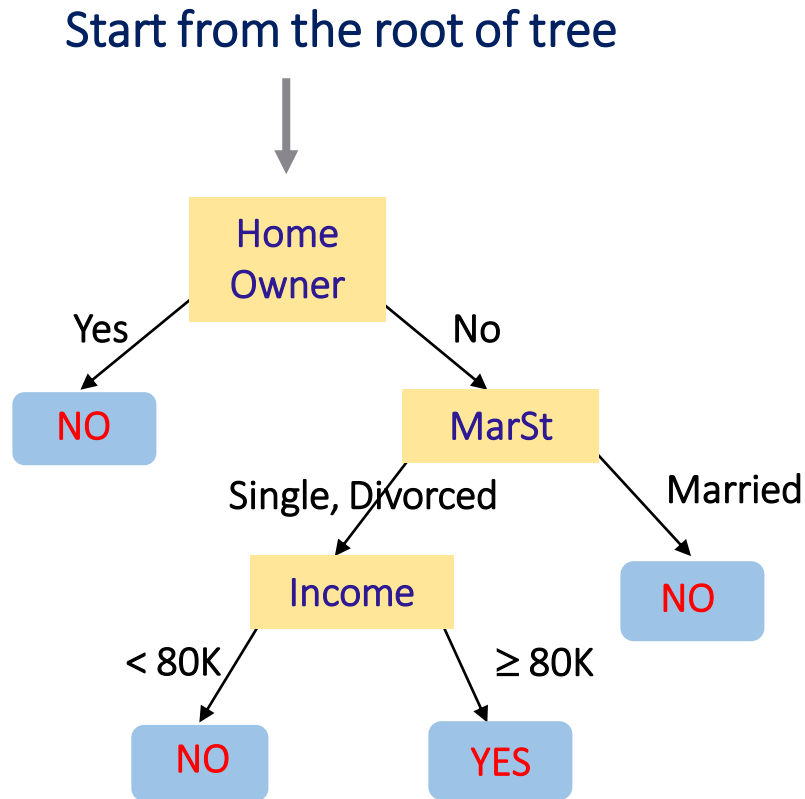 Start from the root of tree
Home
Owner
Yes
No
NO
MarSt
Single, Divorced
Married
Income
NO
< 80K
≥ 80K
NO
YES